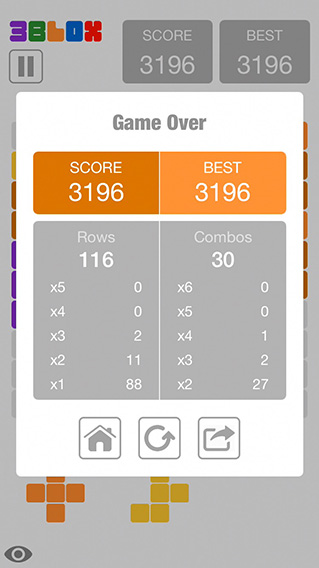 3BLOX
SCORE
3196
BEST
3196
Game Over
SCORE
3196
BEST
3196
Rows
116
x5 0
x4 0
x3 2
x2 11
x1 88
Combos
30
x6 0
x5 0
x4 1
x3 2
x2 27